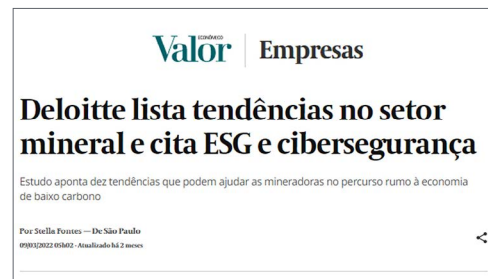 Valor ECONÔMICO Empresas
Deloitte lista tendências no setor
mineral e cita ESG e cibersegurança
Estudo aponta dez tendências que podem ajudar as mineradoras no percurso rumo à economia
de baixo carbono
Por Stella Fontes — De São Paulo
09/03/2022 05h02 · Atualizado há 2 meses